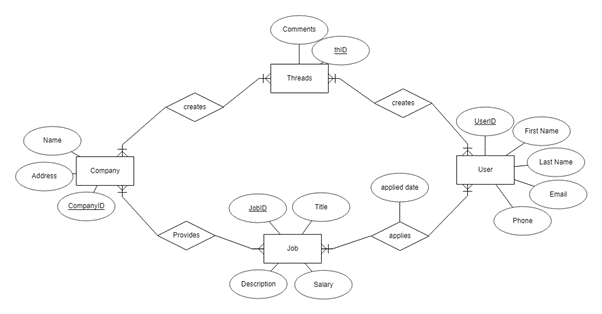 Comments
thID
Threads
creates
creates
UserID
First Name
Name
Last Name
Company
User
Address
applied date
Email
CompanyID
JobID
Title
Phone
Provides
applies
Job
Description
Salary